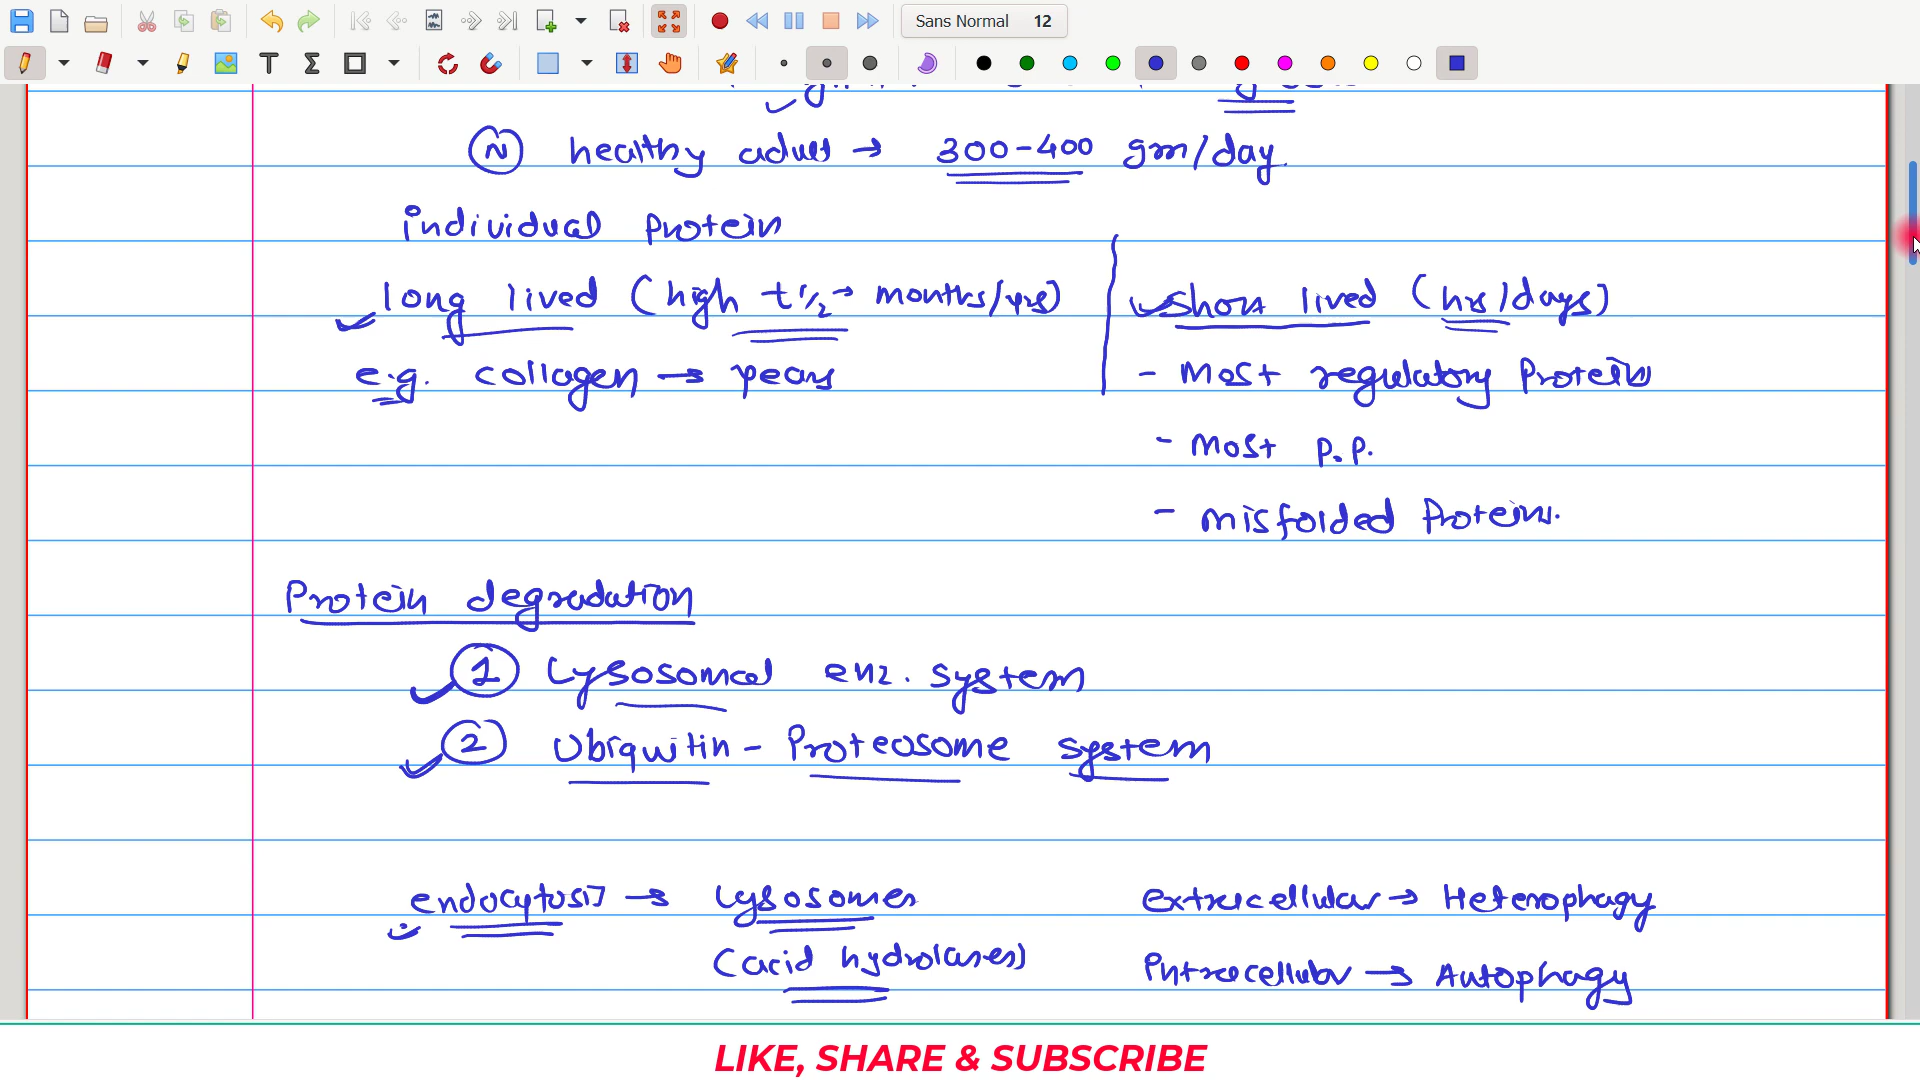 Sans Normal 12
N healthy adult → 300-400 gm/day.
individual protein
long lived (high t½ → months/yrs)
e.g. collagen → years
short lived (hrs/days)
- Most regulatory Proteins
- Most p.p.
- Misfolded Proteins.
Protein degradation
1 Lysosomal enz. system
2 Ubiquitin - Proteosome system
endocytosis → Lysosomes
(acid hydrolases)
extracellular → Heterophagy
Intracellular → Autophagy
LIKE, SHARE & SUBSCRIBE